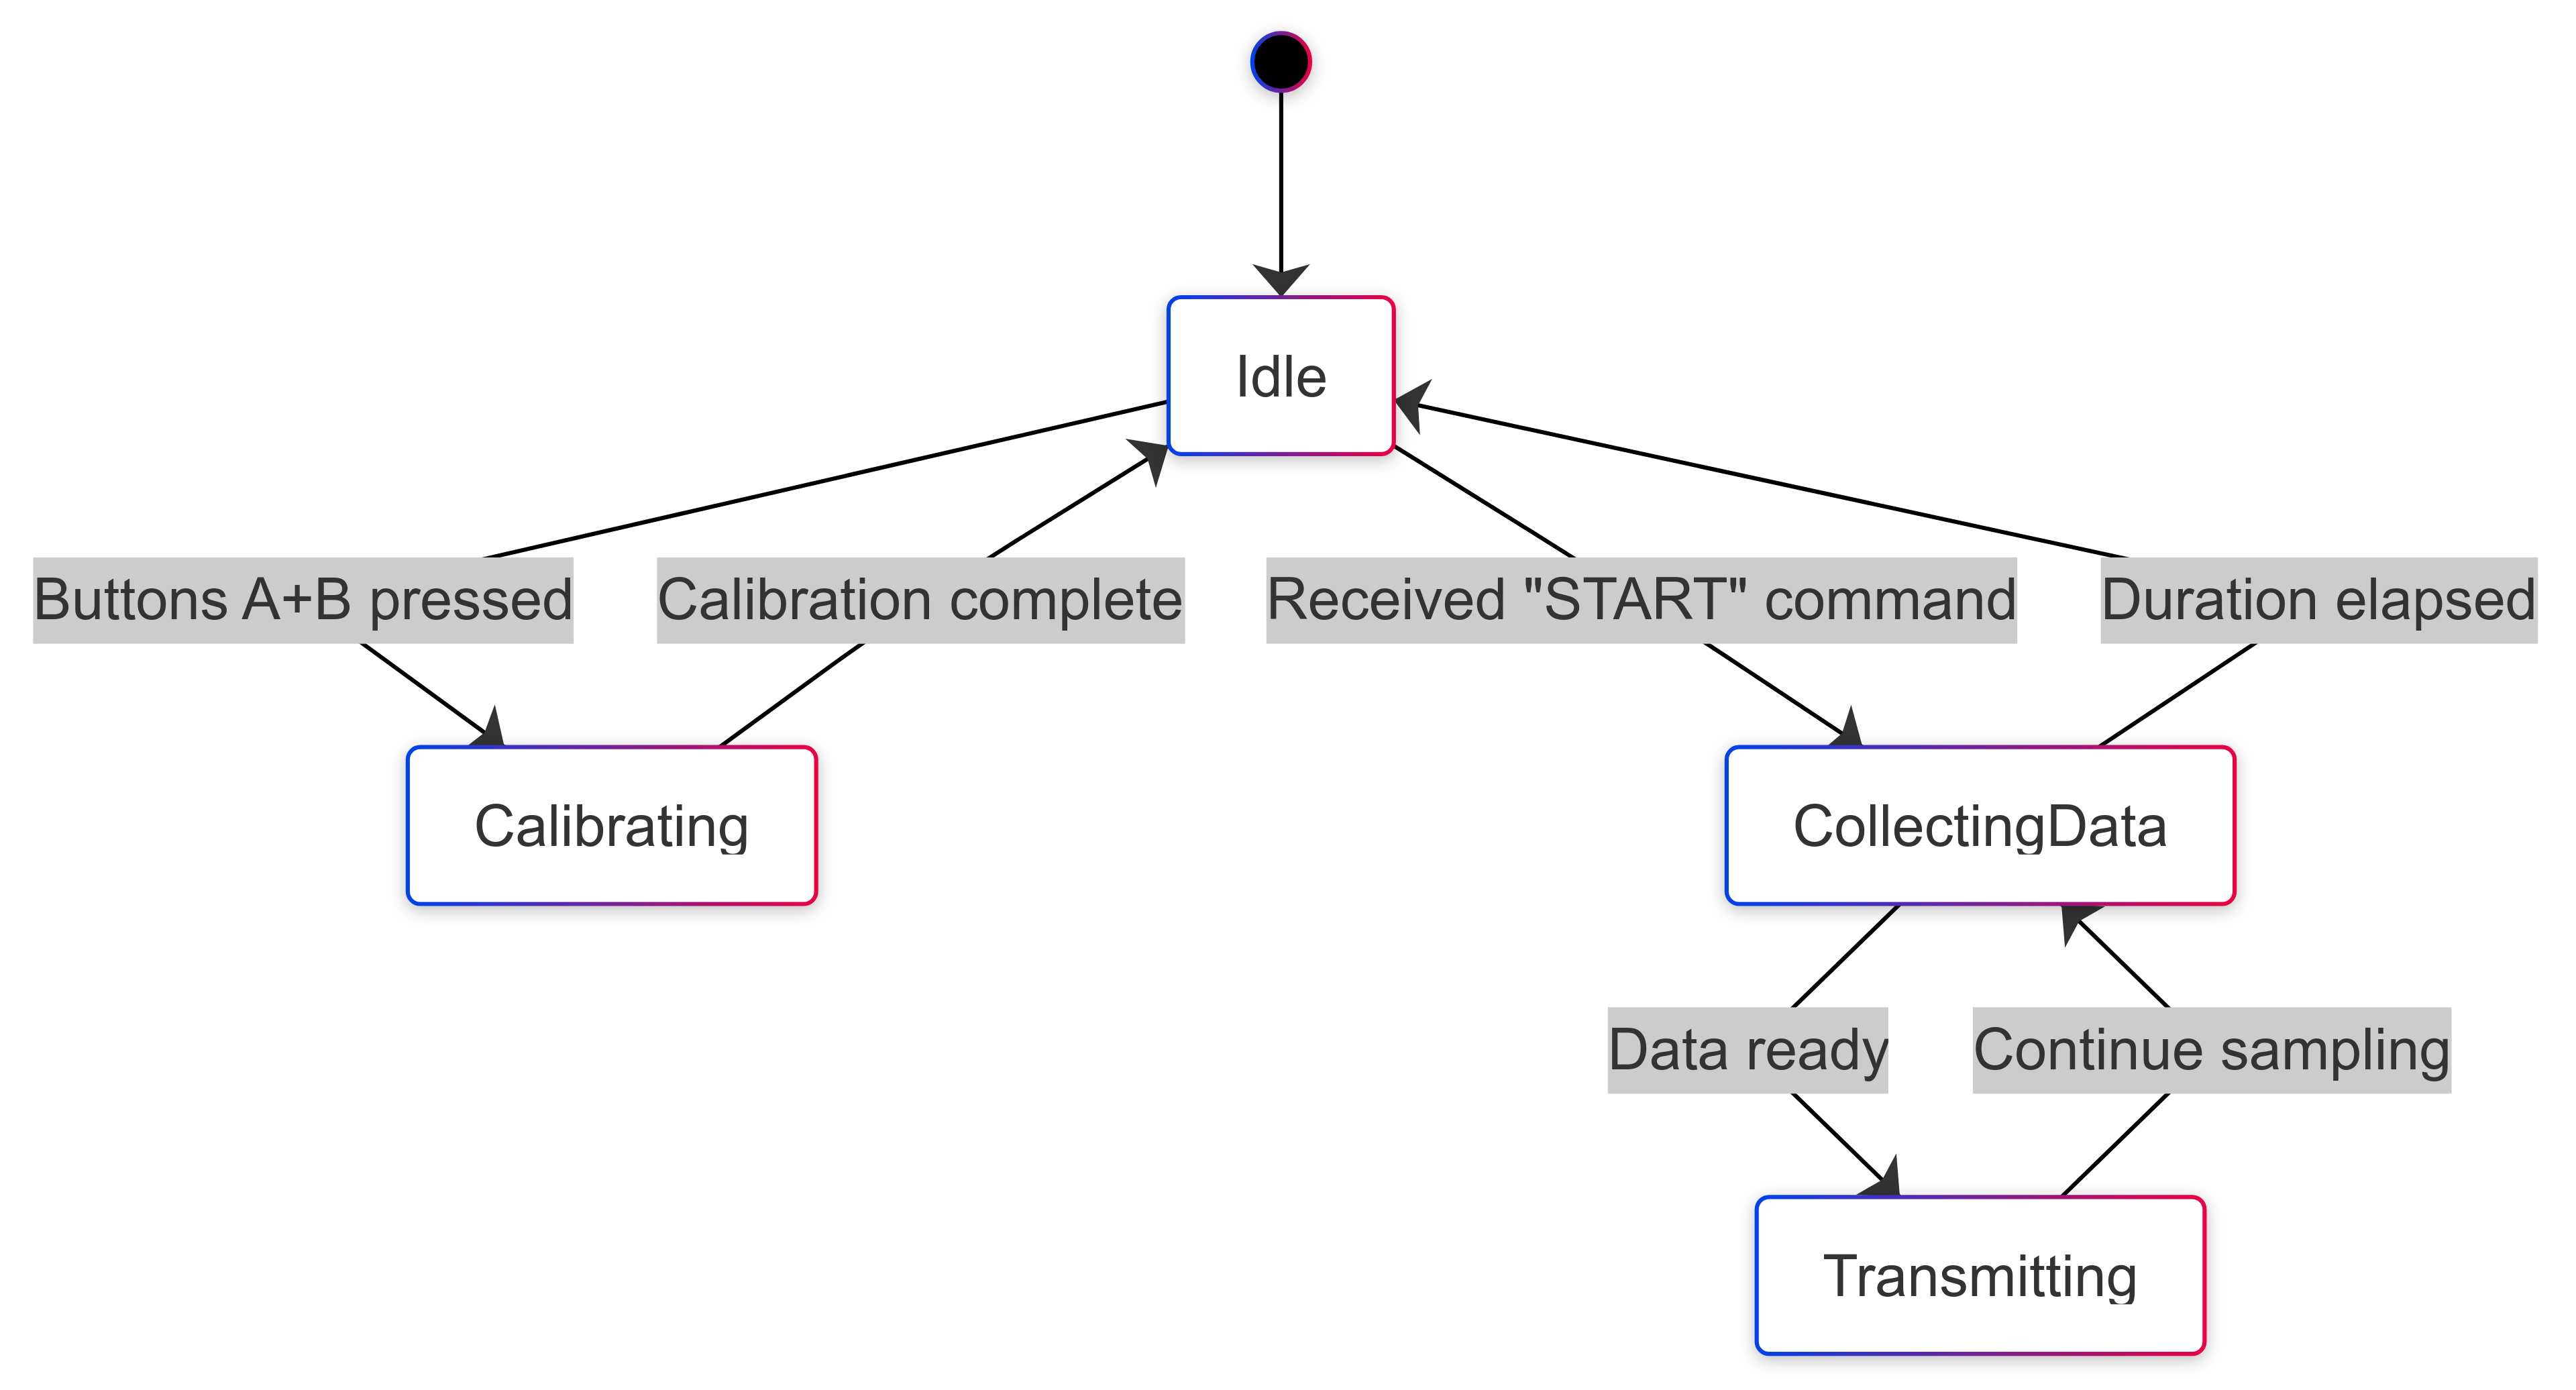 Idle
Buttons A+B pressed
Calibration complete
Received "START" command
Duration elapsed
Calibrating
CollectingData
Data ready
Continue sampling
Transmitting